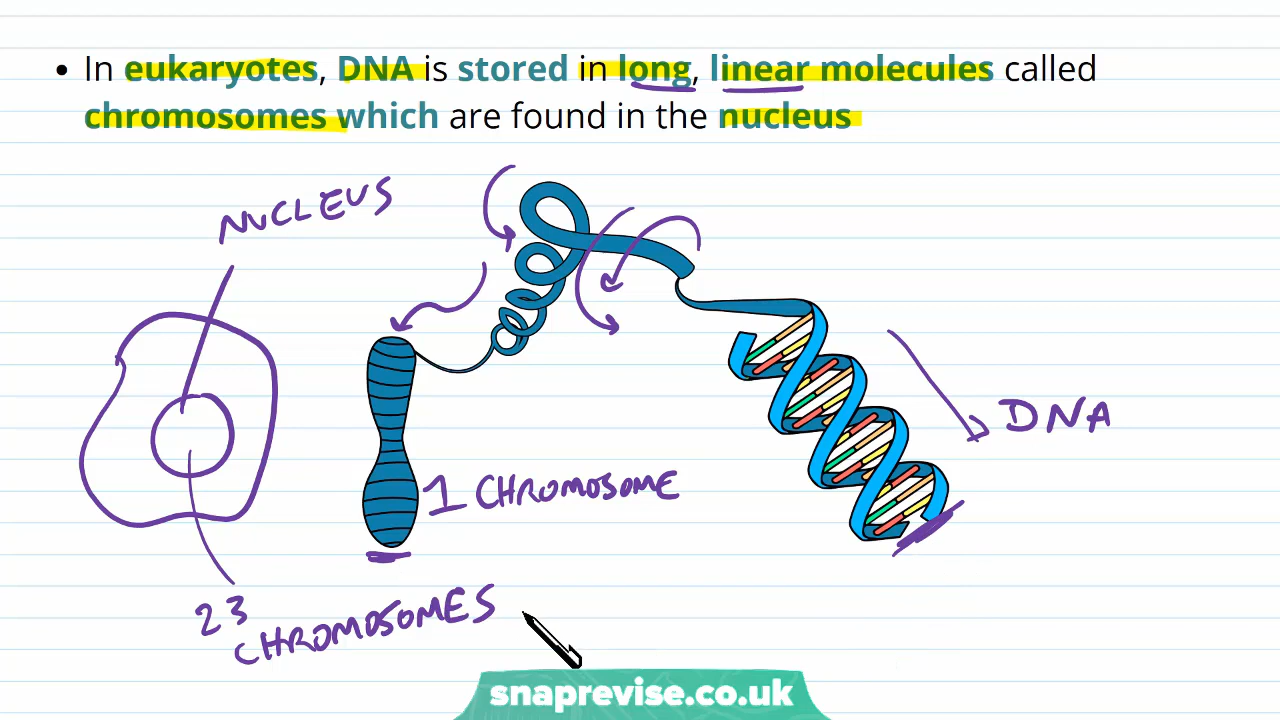 • In eukaryotes, DNA is stored in long, linear molecules called
chromosomes which are found in the nucleus
NUCLEUS
DNA
1 CHROMOSOME
23
CHROMOSOMES
snaprevise.co.uk